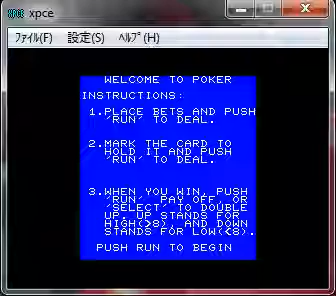 xpce
ﾌｧｲﾙ(F) 設定(S) ﾍﾙﾌﾟ(H)
WELCOME TO POKER
INSTRUCTIONS:
1.PLACE BETS AND PUSH
'RUN' TO DEAL.
2.MARK THE CARD TO
HOLD IT AND PUSH
'RUN' TO DEAL.
3.WHEN YOU WIN, PUSH
'RUN' PAY OFF, OR
'SELECT' TO DOUBLE
UP. UP STANDS FOR
HIGH(>8), AND DOWN
STANDS FOR LOW(<8).
PUSH RUN TO BEGIN